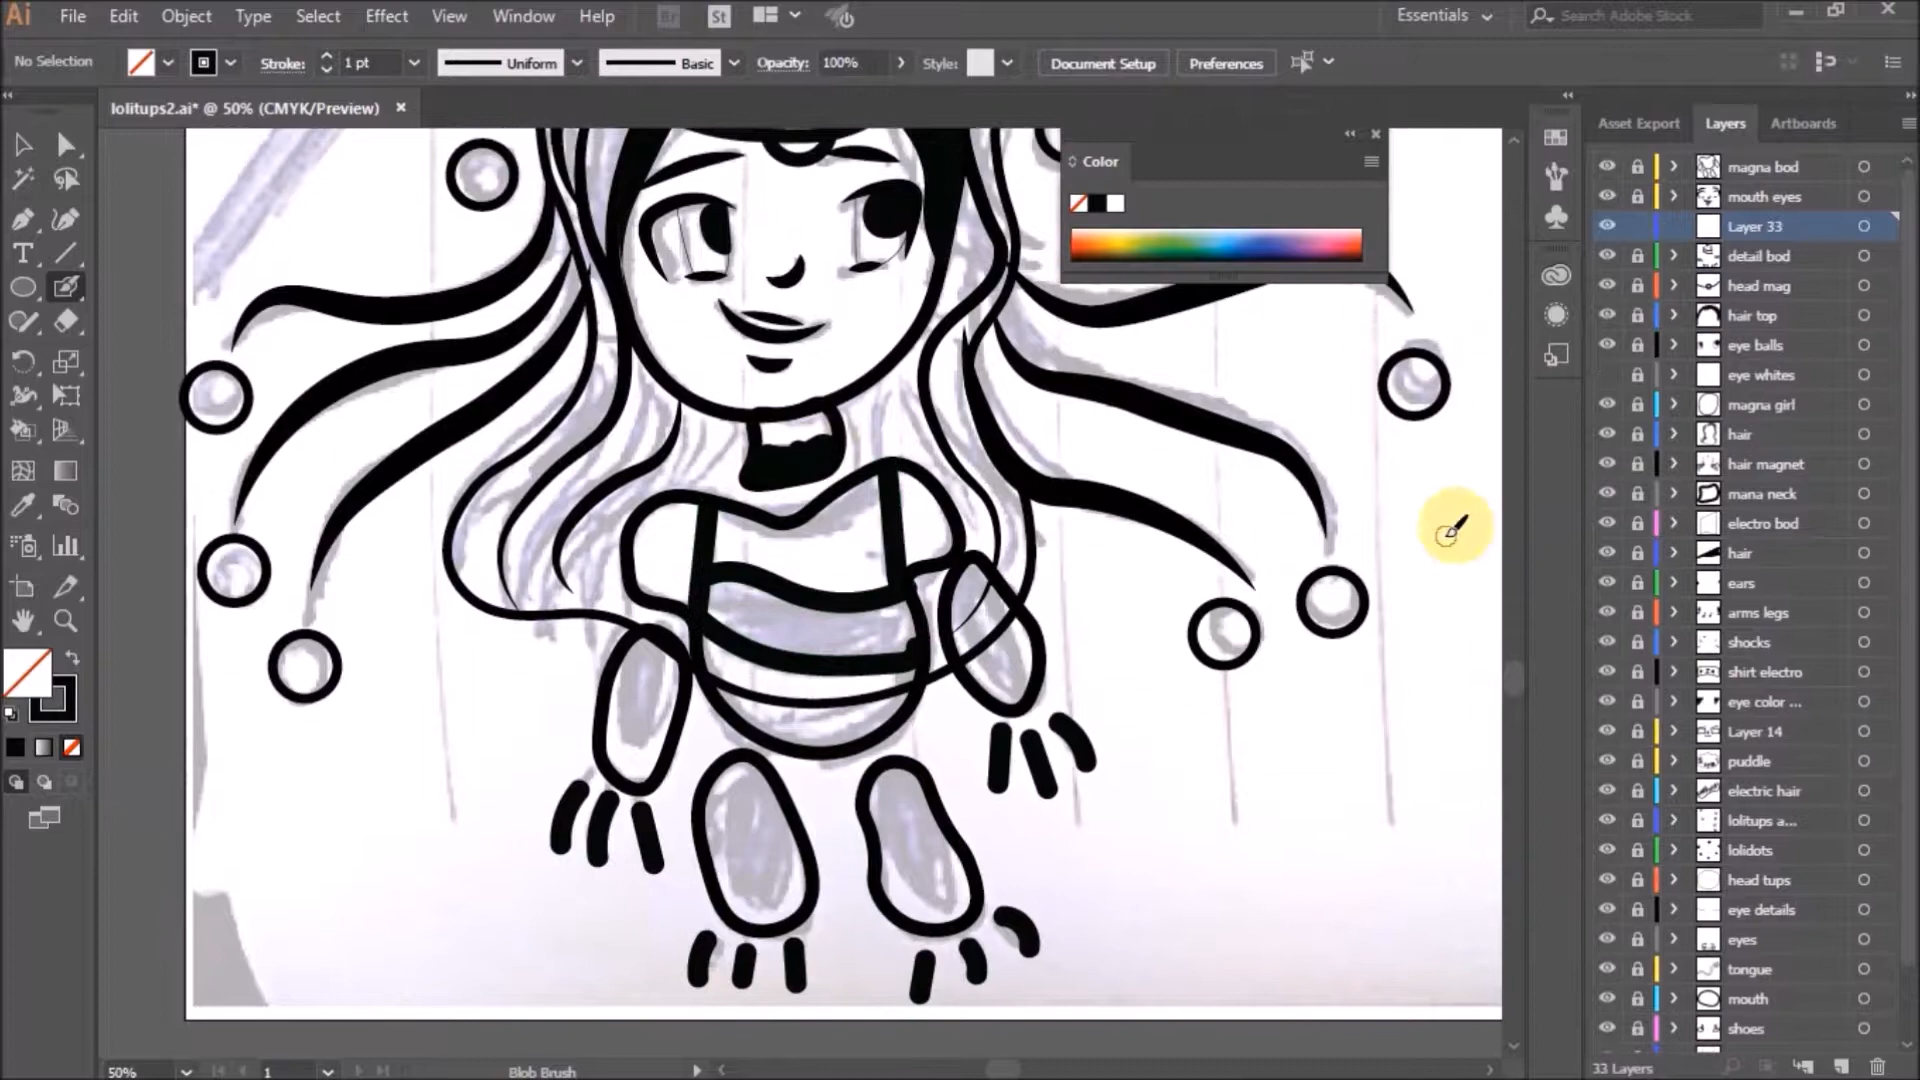 Ai File Edit Object Type Select Effect View Window Help Br St Essentials Search Adobe Stock
No Selection Stroke: 1 pt Uniform Basic Opacity: 100% Style: Document Setup Preferences
lolitups2.ai* @ 50% (CMYK/Preview)
Asset Export Layers Artboards
Color
magna bod
mouth eyes
Layer 33
detail bod
head mag
hair top
eye balls
eye whites
magna girl
hair
hair magnet
mana neck
electro bod
hair
ears
arms legs
shocks
shirt electro
eye color ...
Layer 14
puddle
electric hair
lolitups a...
lolidots
head tups
eye details
eyes
tongue
mouth
shoes
50% 1 Blob Brush
33 Layers